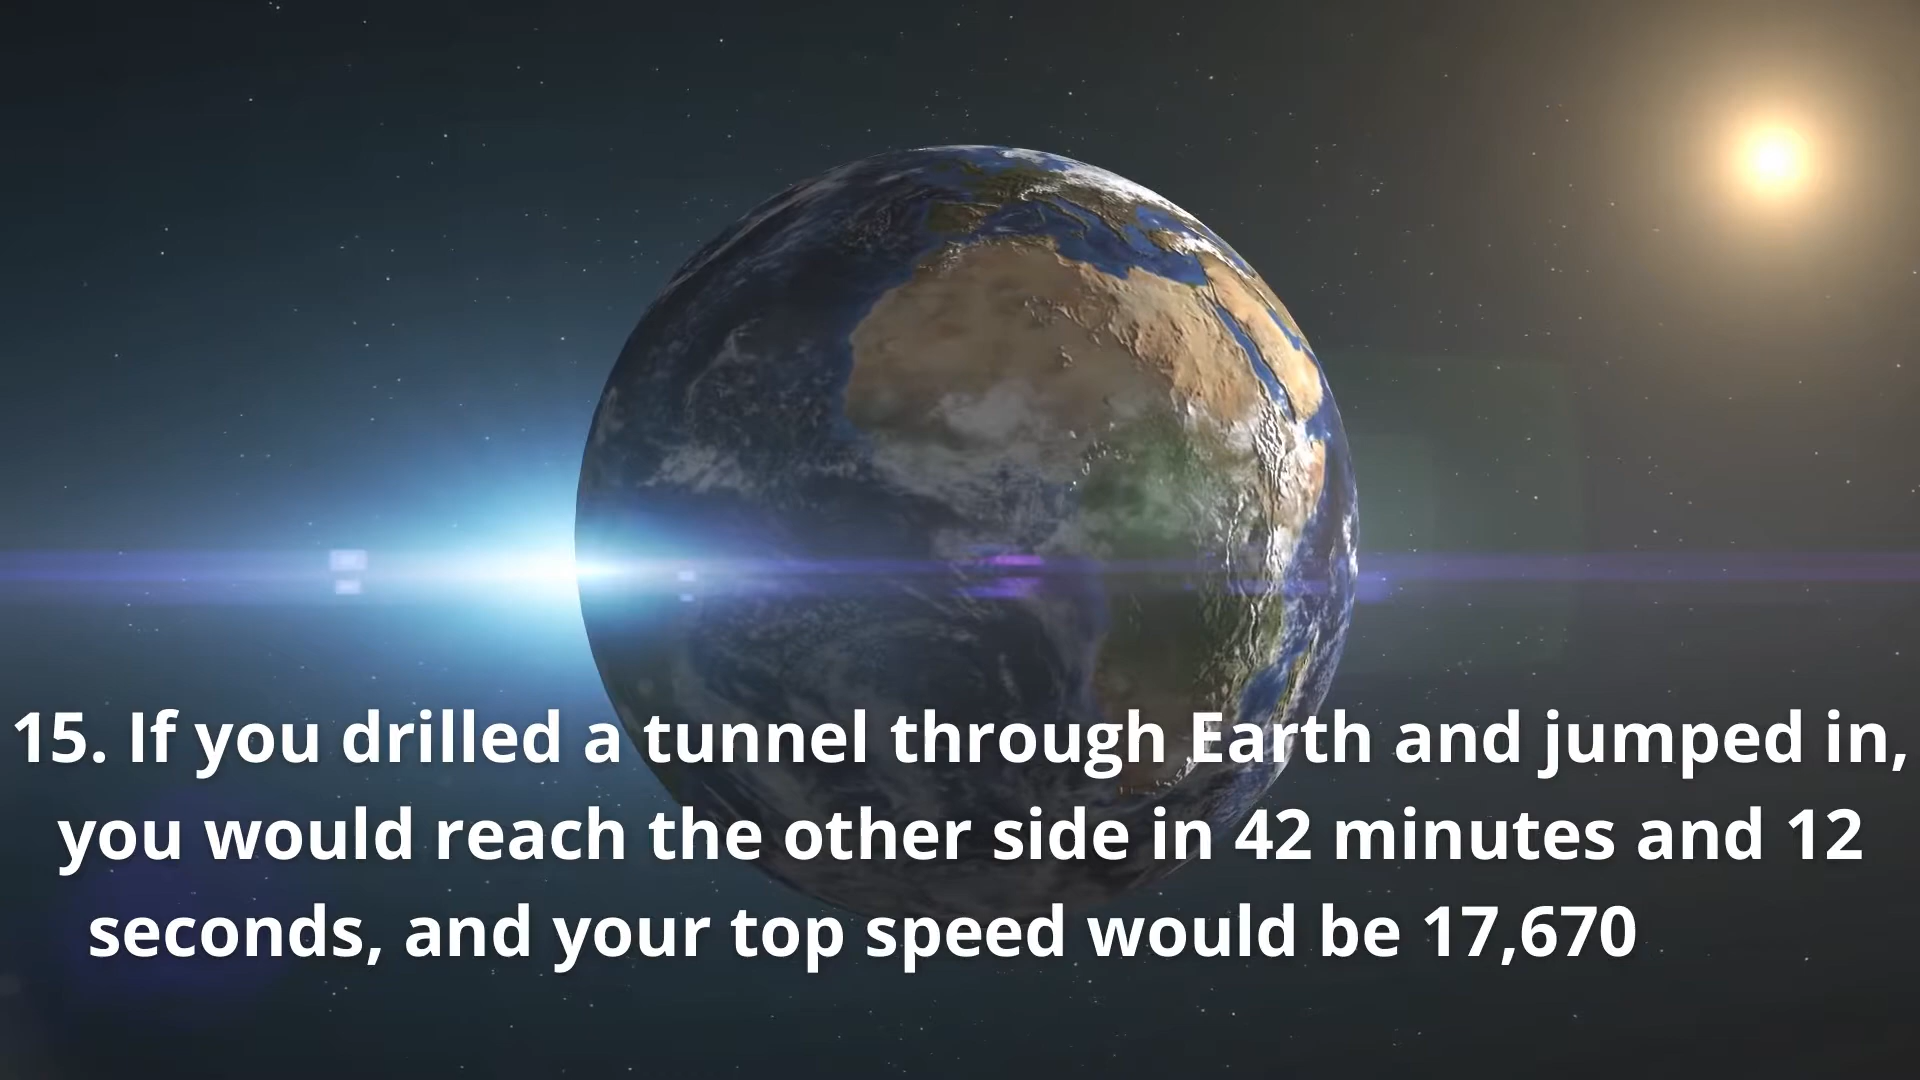 15. If you drilled a tunnel through Earth and jumped in,
you would reach the other side in 42 minutes and 12
seconds, and your top speed would be 17,670